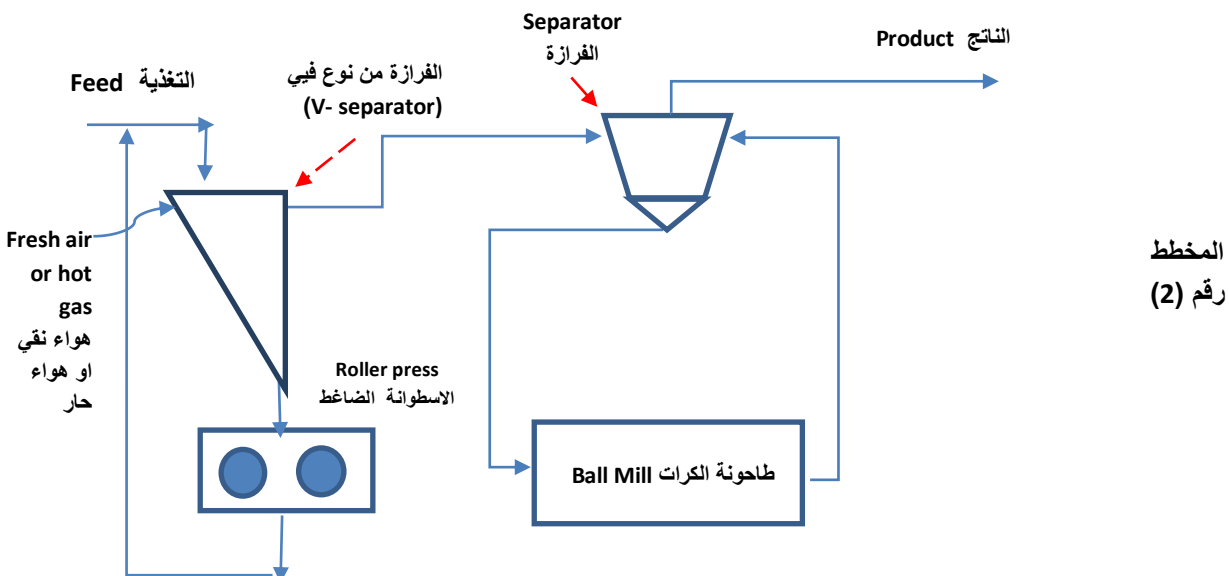 Separator
الفرازة
الناتج Product
التغذية Feed
الفرازة من نوع فيي
(V- separator)
Fresh air
or hot
gas
هواء نقي
او هواء
حار
المخطط
رقم (2)
Roller press
الاسطوانة الضاغط
طاحونة الكرات Ball Mill